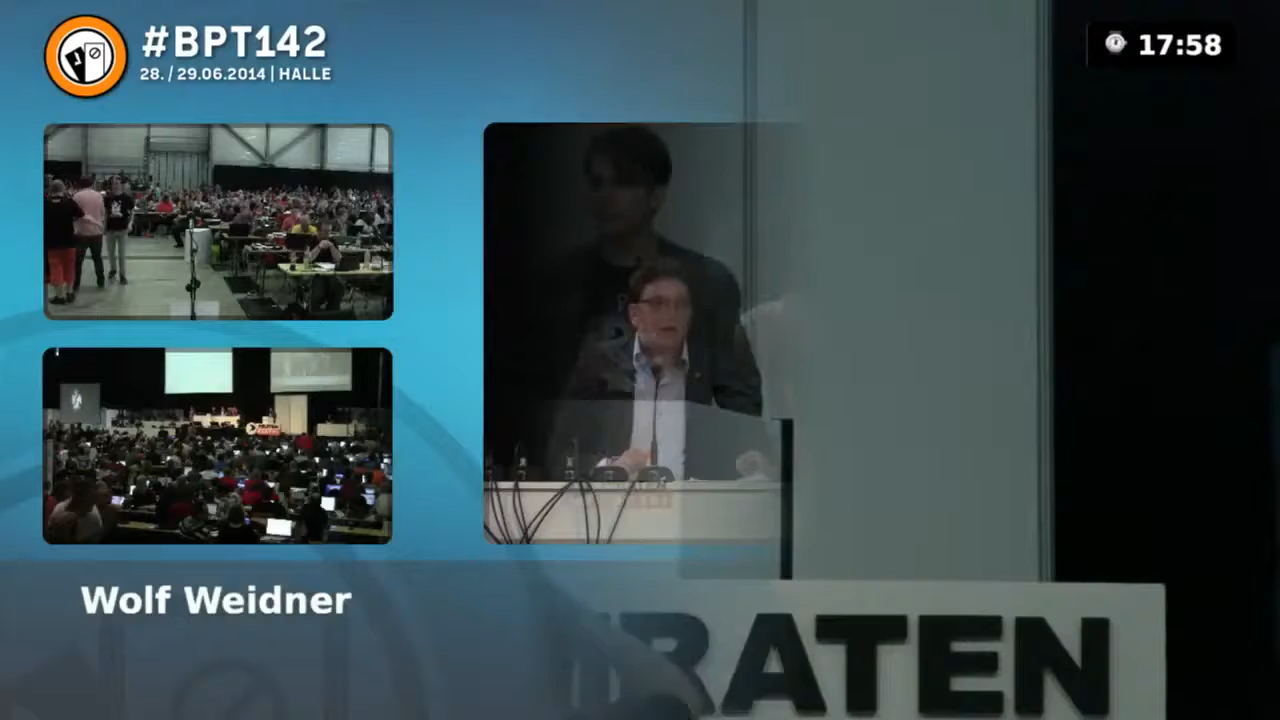 #BPT142
28. / 29.06.2014 | HALLE
17:58
Wolf Weidner
RATEN